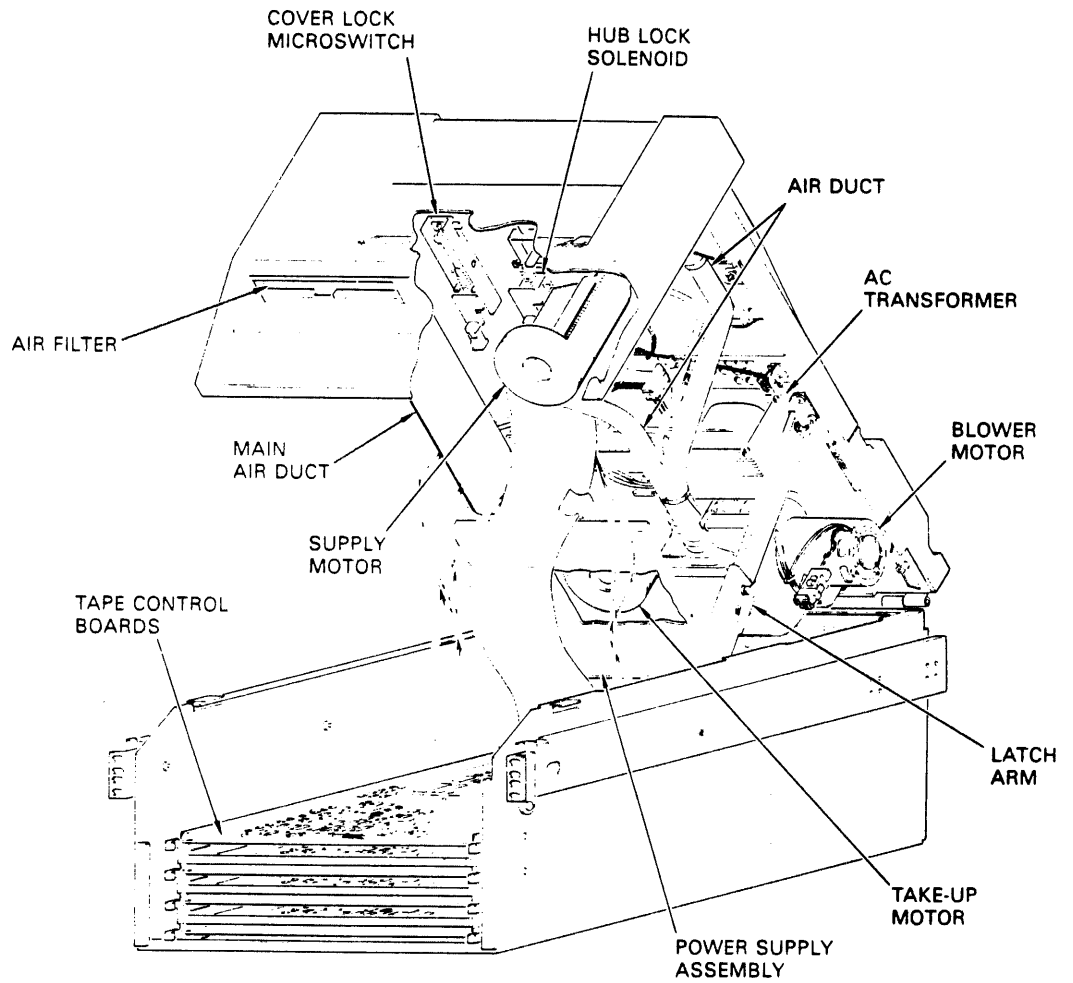 COVER LOCK
MICROSWITCH
HUB LOCK
SOLENOID
AIR DUCT
AC
TRANSFORMER
AIR FILTER
BLOWER
MOTOR
MAIN
AIR DUCT
SUPPLY
MOTOR
TAPE CONTROL
BOARDS
LATCH
ARM
TAKE-UP
MOTOR
POWER SUPPLY
ASSEMBLY